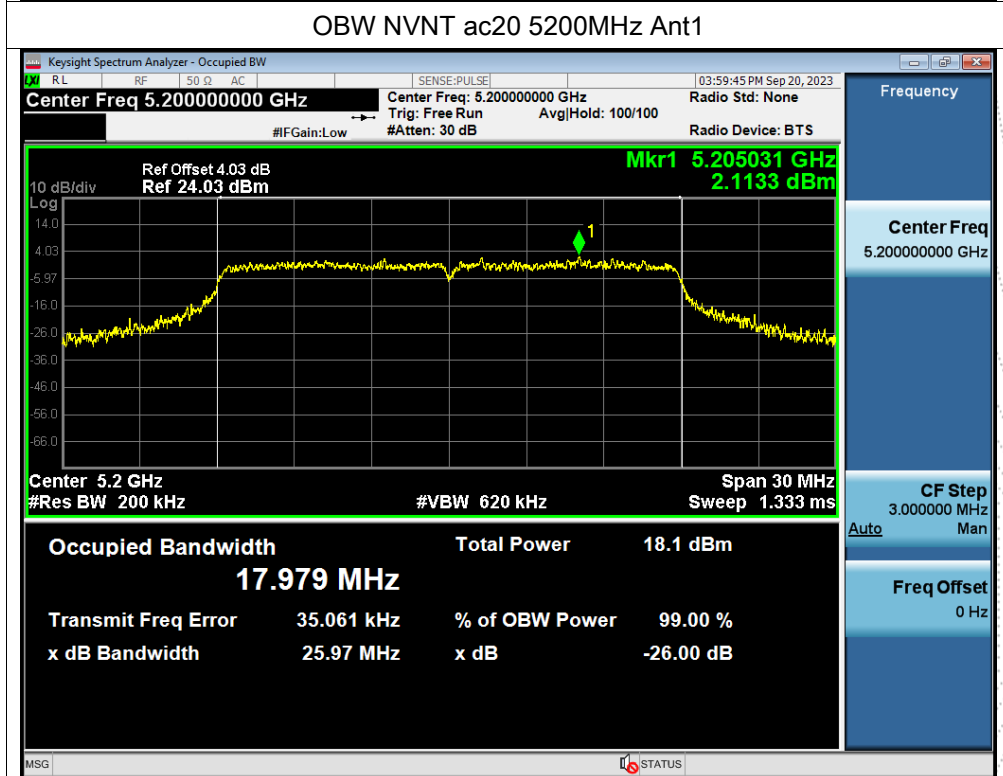 OBW NVNT ac20 5200MHz Ant1
Keysight Spectrum Analyzer - Occupied BW
LXI RL RF 50 Ω AC SENSE:PULSE 03:59:45 PM Sep 20, 2023
Center Freq 5.200000000 GHz Center Freq: 5.200000000 GHz Radio Std: None
Trig: Free Run Avg|Hold: 100/100
#IFGain:Low #Atten: 30 dB Radio Device: BTS
Frequency
Mkr1 5.205031 GHz
2.1133 dBm
Ref Offset 4.03 dB
10 dB/div Ref 24.03 dBm
Log
14.0
1
4.03
-5.97
-16.0
-26.0
-36.0
-46.0
-56.0
-66.0
Center 5.2 GHz Span 30 MHz
#Res BW 200 kHz #VBW 620 kHz Sweep 1.333 ms
Center Freq
5.200000000 GHz
CF Step
3.000000 MHz
Auto Man
Freq Offset
0 Hz
Occupied Bandwidth Total Power 18.1 dBm
17.979 MHz
Transmit Freq Error 35.061 kHz % of OBW Power 99.00 %
x dB Bandwidth 25.97 MHz x dB -26.00 dB
MSG STATUS